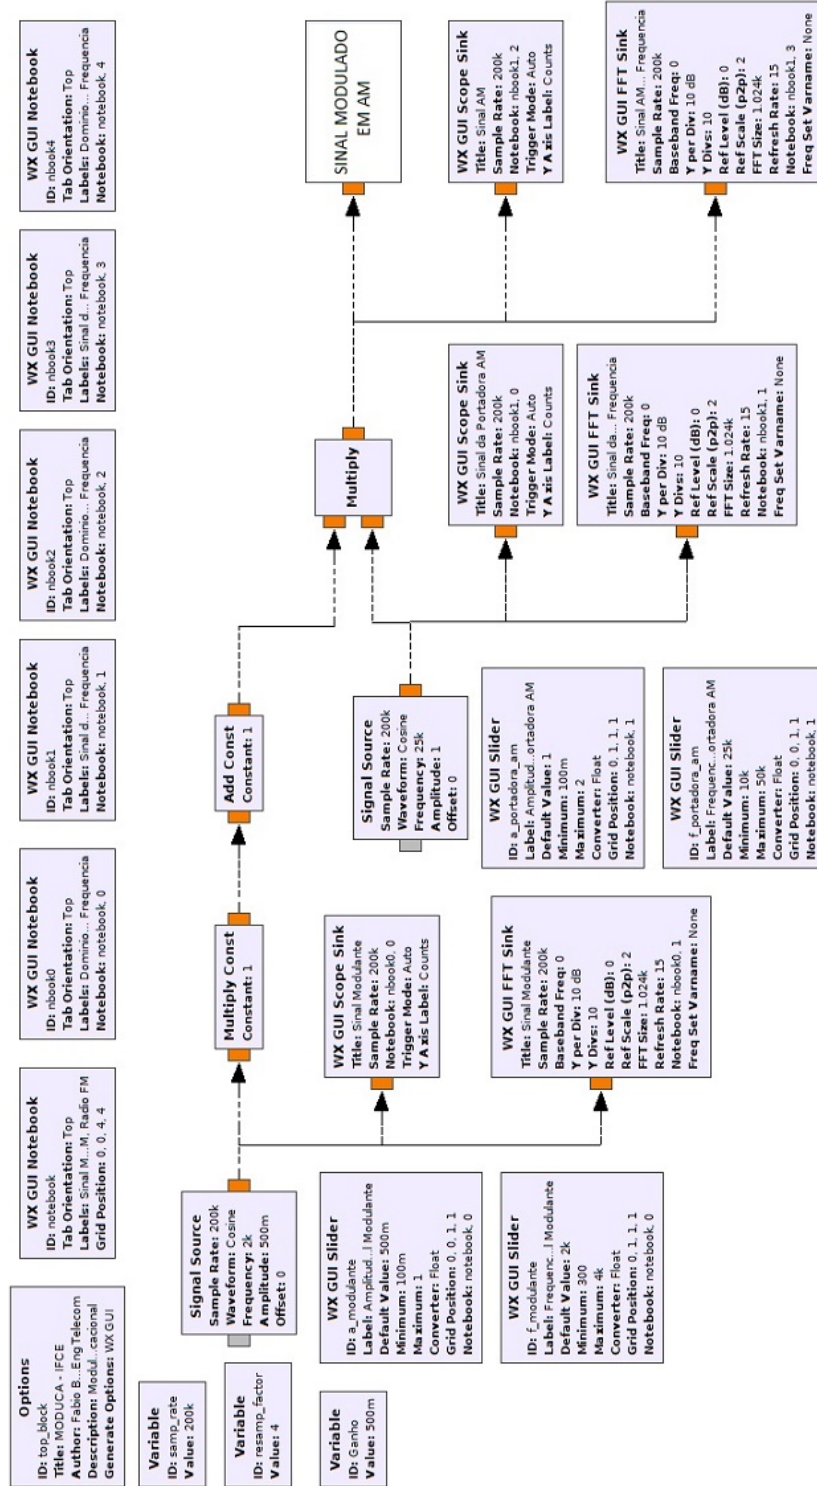 Options
ID: top_block
Title: MODUCA - IFCE
Author: Fabio B...Eng Telecom
Description: Modul...cacional
Generate Options: WX GUI
WX GUI Notebook
ID: notebook
Tab Orientation: Top
Labels: Sinal M...M, Radio FM
Grid Position: 0, 0, 4, 4
WX GUI Notebook
ID: nbook0
Tab Orientation: Top
Labels: Dominio... Frequencia
Notebook: notebook, 0
WX GUI Notebook
ID: nbook1
Tab Orientation: Top
Labels: Sinal d... Frequencia
Notebook: notebook, 1
WX GUI Notebook
ID: nbook2
Tab Orientation: Top
Labels: Dominio... Frequencia
Notebook: notebook, 2
WX GUI Notebook
ID: nbook3
Tab Orientation: Top
Labels: Sinal d... Frequencia
Notebook: notebook, 3
WX GUI Notebook
ID: nbook4
Tab Orientation: Top
Labels: Dominio... Frequencia
Notebook: notebook, 4
Variable
ID: samp_rate
Value: 200k
Variable
ID: resamp_factor
Value: 4
Variable
ID: Ganho
Value: 500m
Signal Source
Sample Rate: 200k
Waveform: Cosine
Frequency: 2k
Amplitude: 500m
Offset: 0
Multiply Const
Constant: 1
Add Const
Constant: 1
Multiply
SINAL MODULADO
EM AM
WX GUI Slider
ID: a_modulante
Label: Amplitud...l Modulante
Default Value: 500m
Minimum: 100m
Maximum: 1
Converter: Float
Grid Position: 0, 0, 1, 1
Notebook: notebook, 0
WX GUI Scope Sink
Title: Sinal Modulante
Sample Rate: 200k
Notebook: nbook0, 0
Trigger Mode: Auto
Y Axis Label: Counts
Signal Source
Sample Rate: 200k
Waveform: Cosine
Frequency: 25k
Amplitude: 1
Offset: 0
WX GUI Scope Sink
Title: Sinal da Portadora AM
Sample Rate: 200k
Notebook: nbook1, 0
Trigger Mode: Auto
Y Axis Label: Counts
WX GUI Scope Sink
Title: Sinal AM
Sample Rate: 200k
Notebook: nbook1, 2
Trigger Mode: Auto
Y Axis Label: Counts
WX GUI Slider
ID: f_modulante
Label: Frequenc...l Modulante
Default Value: 2k
Minimum: 300
Maximum: 4k
Converter: Float
Grid Position: 0, 1, 1, 1
Notebook: notebook, 0
WX GUI FFT Sink
Title: Sinal Modulante
Sample Rate: 200k
Baseband Freq: 0
Y per Div: 10 dB
Y Divs: 10
Ref Level (dB): 0
Ref Scale (p2p): 2
FFT Size: 1.024k
Refresh Rate: 15
Notebook: nbook0, 1
Freq Set Varname: None
WX GUI Slider
ID: a_portadora_am
Label: Amplitud...ortadora AM
Default Value: 1
Minimum: 100m
Maximum: 2
Converter: Float
Grid Position: 0, 1, 1, 1
Notebook: notebook, 1
WX GUI FFT Sink
Title: Sinal da... Frequencia
Sample Rate: 200k
Baseband Freq: 0
Y per Div: 10 dB
Y Divs: 10
Ref Level (dB): 0
Ref Scale (p2p): 2
FFT Size: 1.024k
Refresh Rate: 15
Notebook: nbook1, 1
Freq Set Varname: None
WX GUI FFT Sink
Title: Sinal AM... Frequencia
Sample Rate: 200k
Baseband Freq: 0
Y per Div: 10 dB
Y Divs: 10
Ref Level (dB): 0
Ref Scale (p2p): 2
FFT Size: 1.024k
Refresh Rate: 15
Notebook: nbook1, 3
Freq Set Varname: None
WX GUI Slider
ID: f_portadora_am
Label: Frequenc...ortadora AM
Default Value: 25k
Minimum: 10k
Maximum: 50k
Converter: Float
Grid Position: 0, 0, 1, 1
Notebook: notebook, 1